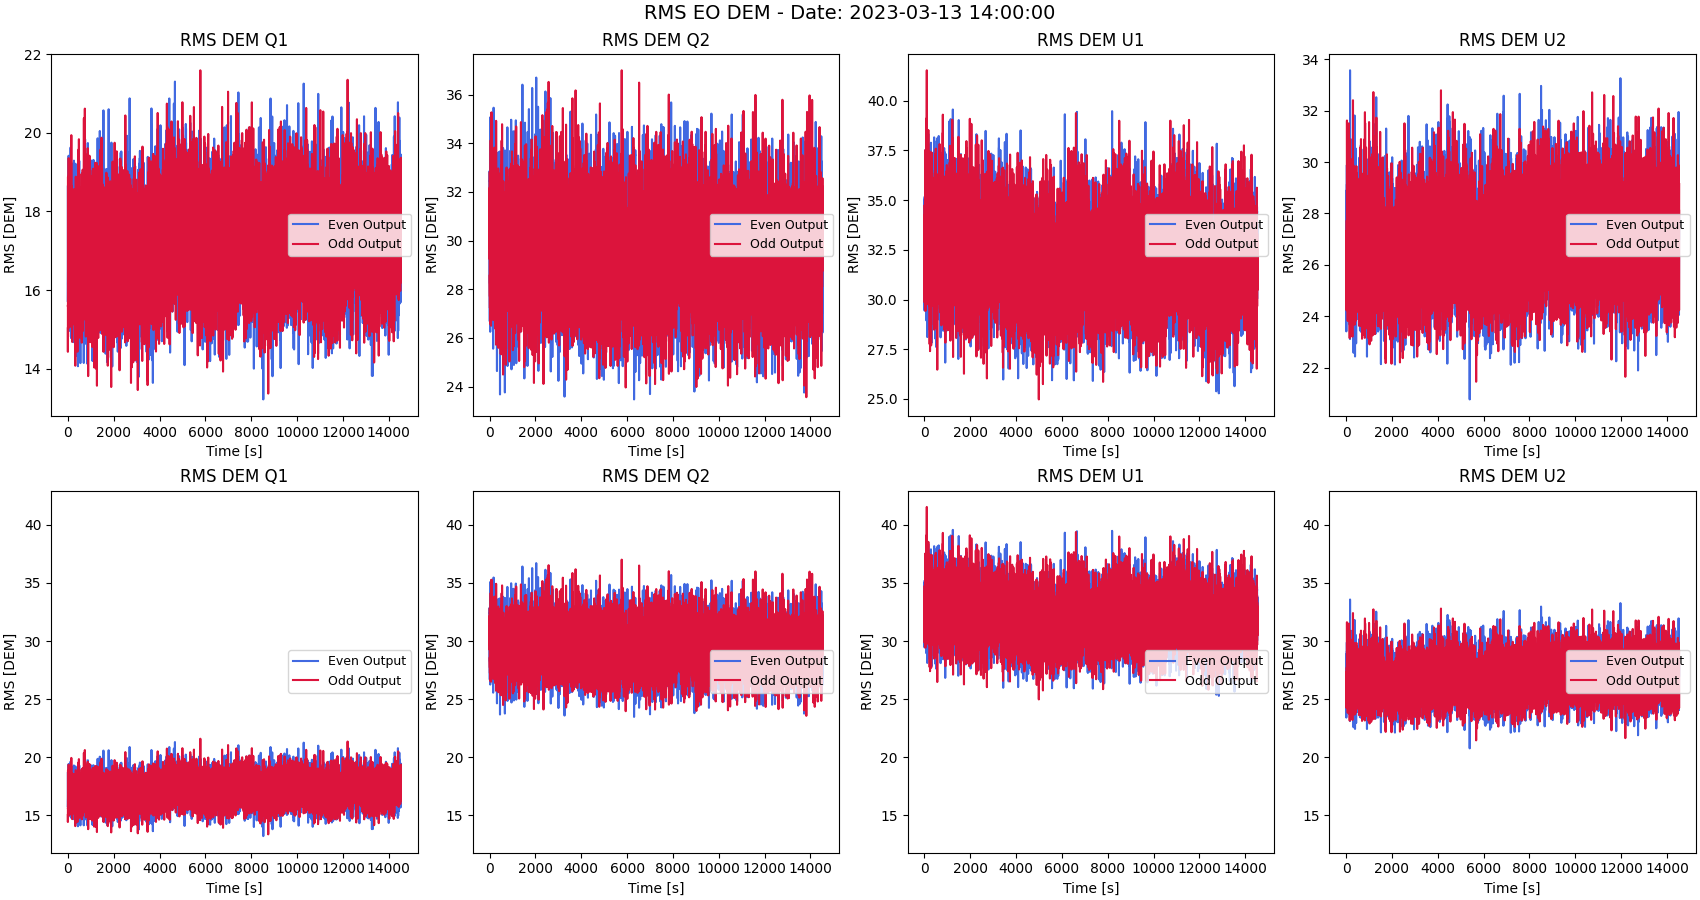 RMS EO DEM - Date: 2023-03-13 14:00:00
RMS DEM Q1
RMS [DEM]
22
20
18
16
14
0 2000 4000 6000 8000 10000 12000 14000
Time [s]
Even Output
Odd Output
RMS DEM Q2
RMS [DEM]
36
34
32
30
28
26
24
0 2000 4000 6000 8000 10000 12000 14000
Time [s]
Even Output
Odd Output
RMS DEM U1
RMS [DEM]
40.0
37.5
35.0
32.5
30.0
27.5
25.0
0 2000 4000 6000 8000 10000 12000 14000
Time [s]
Even Output
Odd Output
RMS DEM U2
RMS [DEM]
34
32
30
28
26
24
22
0 2000 4000 6000 8000 10000 12000 14000
Time [s]
Even Output
Odd Output
RMS DEM Q1
RMS [DEM]
40
35
30
25
20
15
0 2000 4000 6000 8000 10000 12000 14000
Time [s]
Even Output
Odd Output
RMS DEM Q2
RMS [DEM]
40
35
30
25
20
15
0 2000 4000 6000 8000 10000 12000 14000
Time [s]
Even Output
Odd Output
RMS DEM U1
RMS [DEM]
40
35
30
25
20
15
0 2000 4000 6000 8000 10000 12000 14000
Time [s]
Even Output
Odd Output
RMS DEM U2
RMS [DEM]
40
35
30
25
20
15
0 2000 4000 6000 8000 10000 12000 14000
Time [s]
Even Output
Odd Output